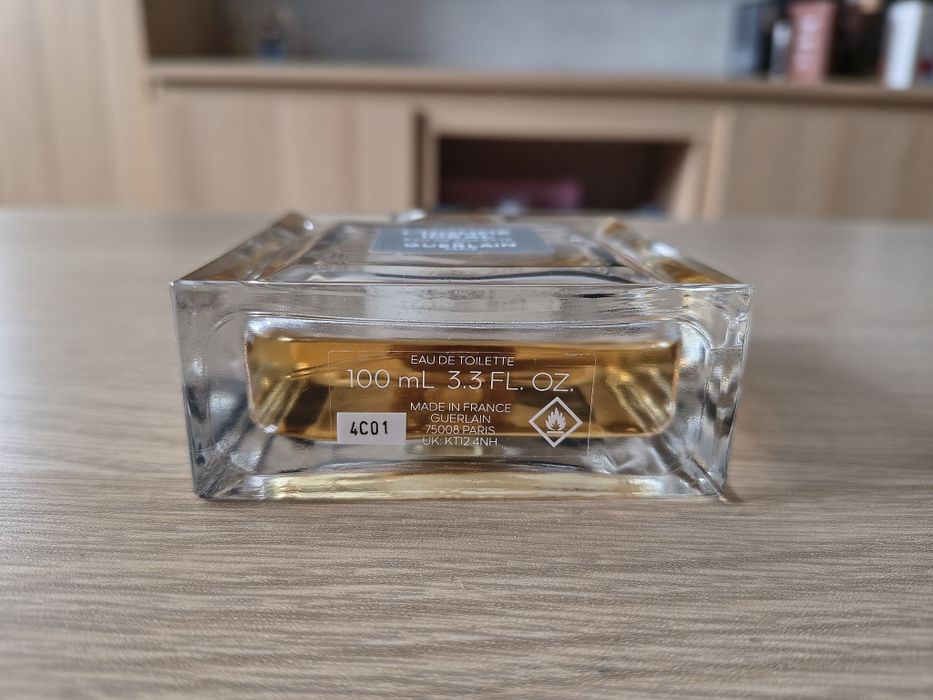 GUERLAIN
EAU DE TOILETTE
100 mL 3.3 FL. OZ.
MADE IN FRANCE
GUERLAIN
75008 PARIS
UK: KT12 4NH
4C01